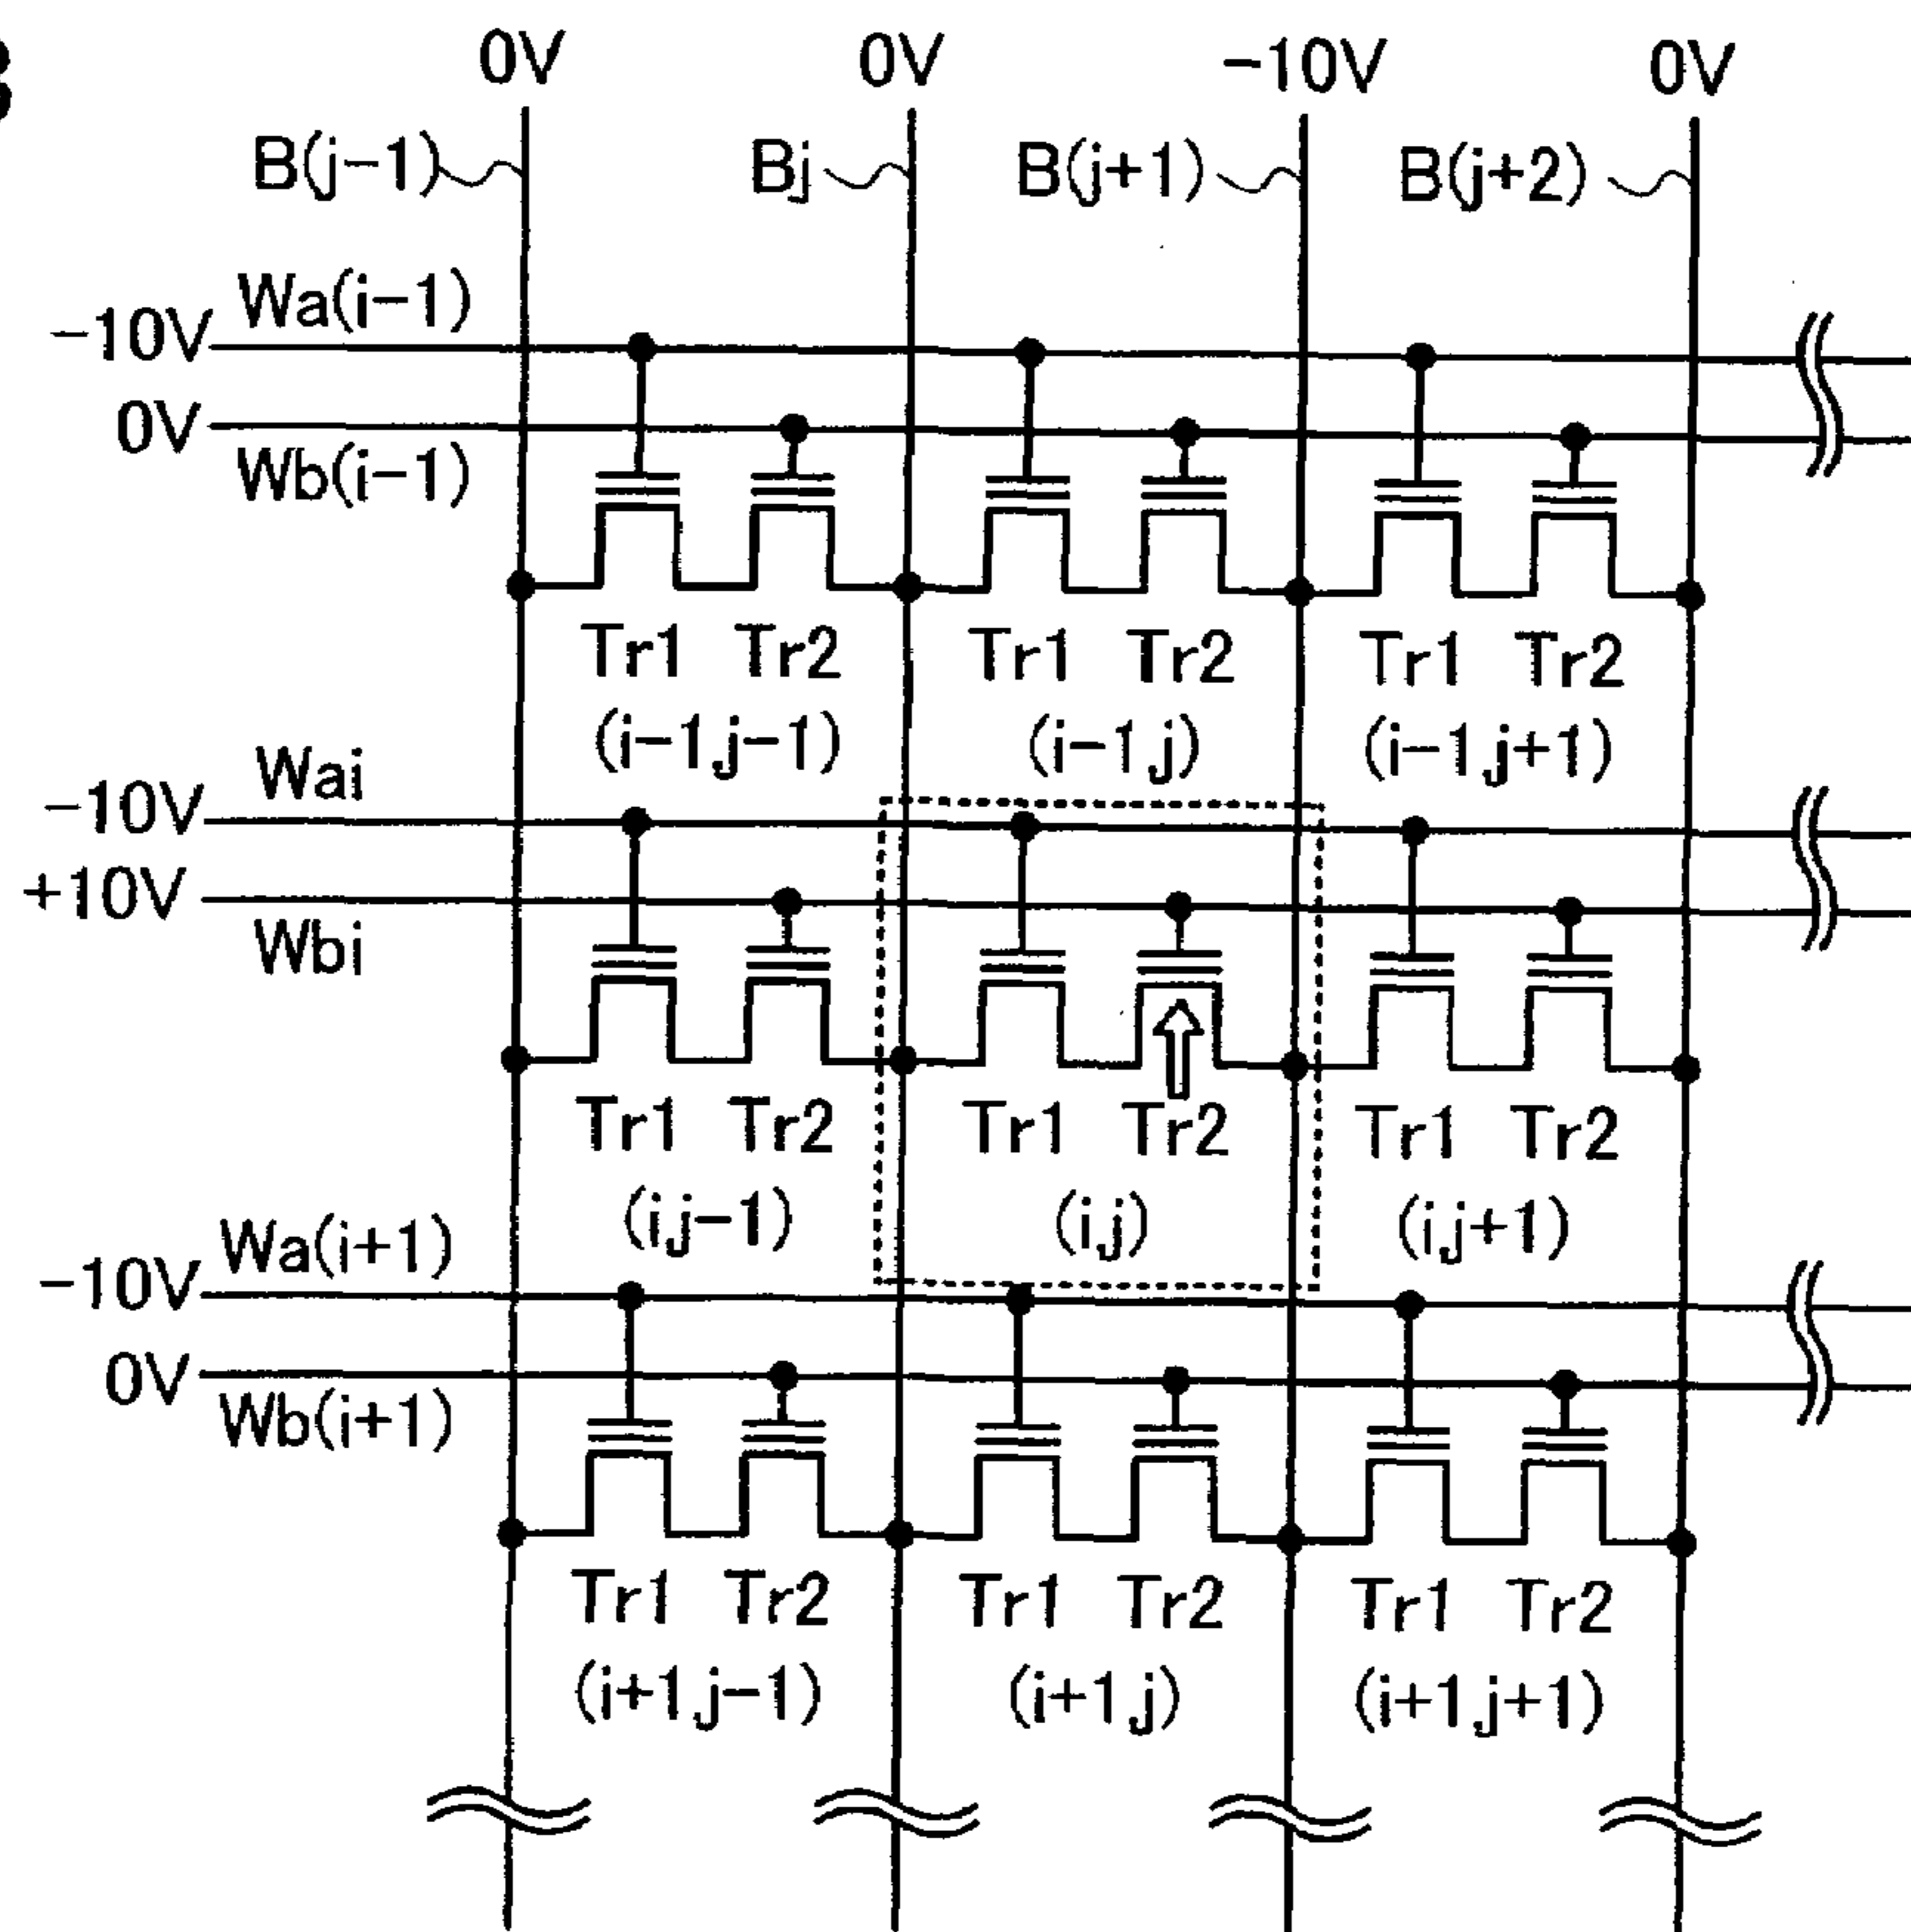 0V 0V -10V 0V
B(j-1) Bj B(j+1) B(j+2)
Wa(i-1)
-10V
0V
Wb(i-1)
Tr1 Tr2 Tr1 Tr2 Tr1 Tr2
(i-1,j-1) (i-1,j) (i-1,j+1)
Wai
-10V
+10V
Wbi
Tr1 Tr2 Tr1 Tr2 Tr1 Tr2
(i,j-1) (i,j) (i,j+1)
Wa(i+1)
-10V
0V
Wb(i+1)
Tr1 Tr2 Tr1 Tr2 Tr1 Tr2
(i+1,j-1) (i+1,j) (i+1,j+1)